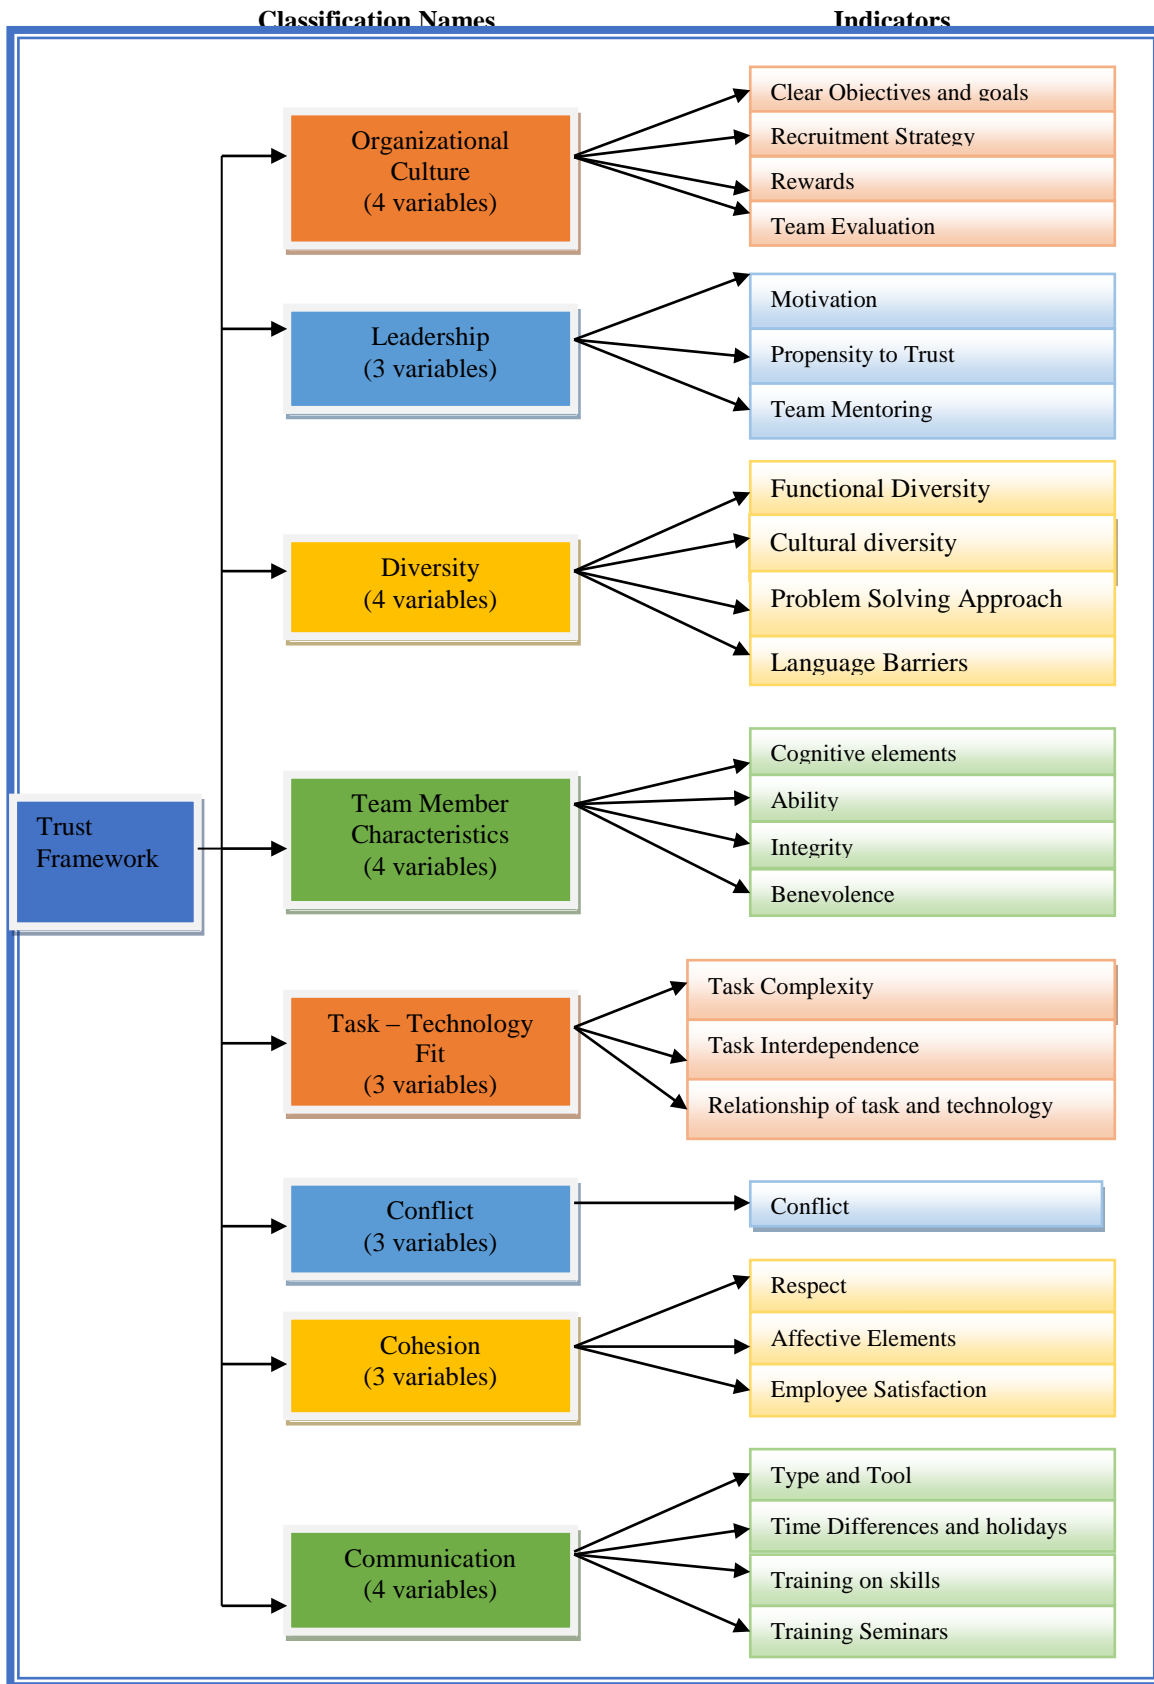 Classification Names
Indicators
Organizational
Culture
(4 variables)
Clear Objectives and goals
Recruitment Strategy
Rewards
Team Evaluation
Leadership
(3 variables)
Motivation
Propensity to Trust
Team Mentoring
Diversity
(4 variables)
Functional Diversity
Cultural diversity
Problem Solving Approach
Language Barriers
Trust
Framework
Team Member
Characteristics
(4 variables)
Cognitive elements
Ability
Integrity
Benevolence
Task – Technology
Fit
(3 variables)
Task Complexity
Task Interdependence
Relationship of task and technology
Conflict
(3 variables)
Conflict
Cohesion
(3 variables)
Respect
Affective Elements
Employee Satisfaction
Communication
(4 variables)
Type and Tool
Time Differences and holidays
Training on skills
Training Seminars